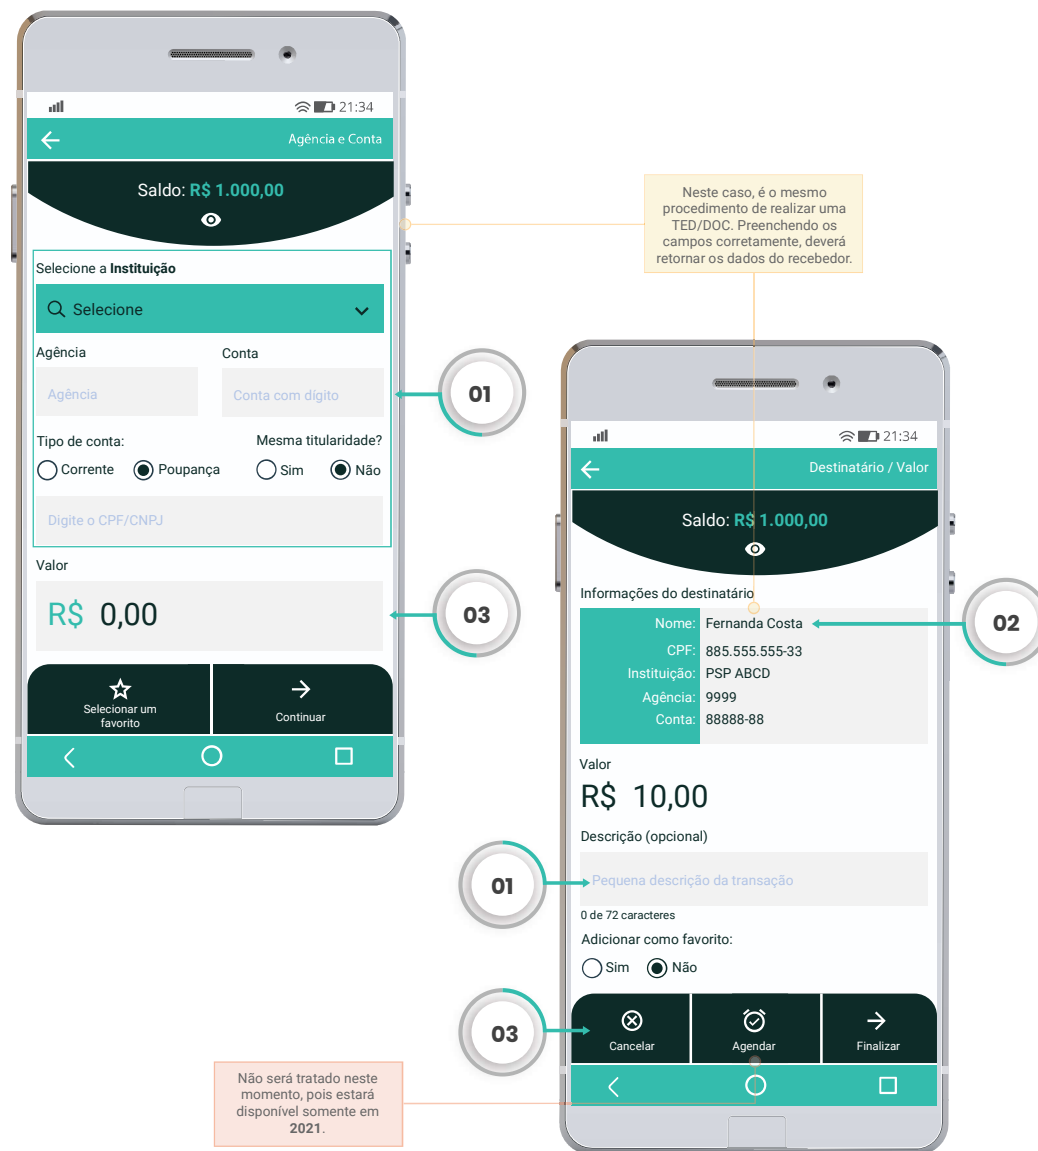 21:34
Agência e Conta
Saldo: R$ 1.000,00
Selecione a Instituição
Selecione
Agência Conta
Agência Conta com dígito
Tipo de conta: Mesma titularidade?
Corrente Poupança Sim Não
Digite o CPF/CNPJ
Valor
R$ 0,00
Selecionar um
favorito
Continuar
01
03
Neste caso, é o mesmo
procedimento de realizar uma
TED/DOC. Preenchendo os
campos corretamente, deverá
retornar os dados do recebedor.
21:34
Destinatário / Valor
Saldo: R$ 1.000,00
Informações do destinatário
Nome: Fernanda Costa
CPF: 885.555.555-33
Instituição: PSP ABCD
Agência: 9999
Conta: 88888-88
02
Valor
R$ 10,00
Descrição (opcional)
Pequena descrição da transação
01
0 de 72 caracteres
Adicionar como favorito:
Sim Não
03
Cancelar Agendar Finalizar
Não será tratado neste
momento, pois estará
disponível somente em
2021.